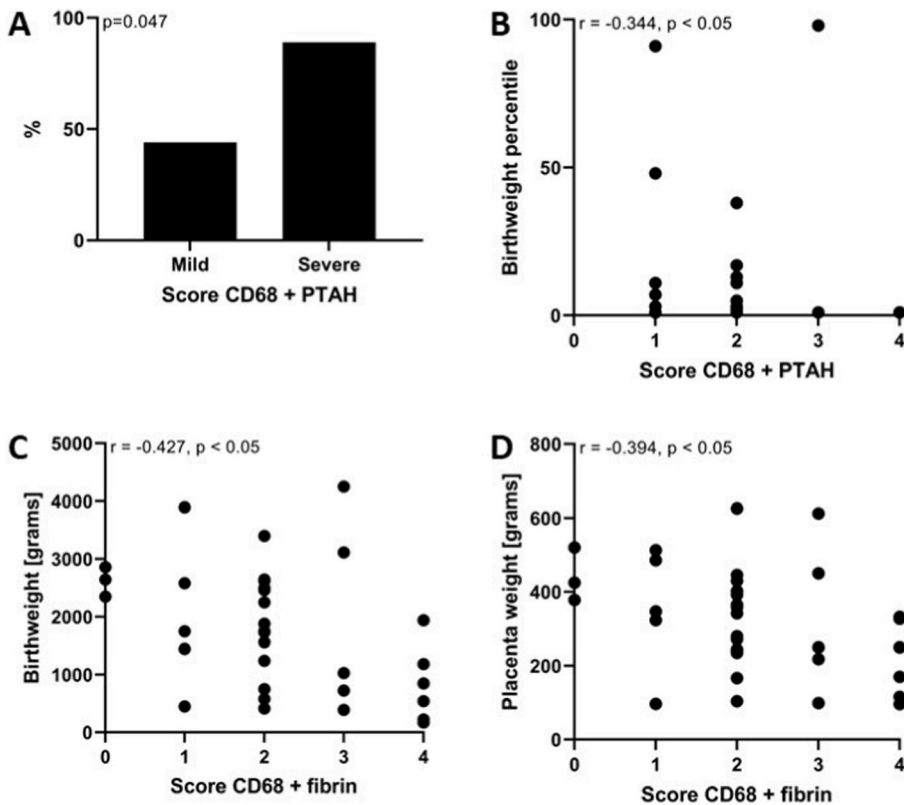 A
p=0.047
100
50
0
%
Mild Severe
Score CD68 + PTAH
B
r = -0.344, p < 0.05
100
50
0
Birthweight percentile
0 1 2 3 4
Score CD68 + PTAH
C
r = -0.427, p < 0.05
5000
4000
3000
2000
1000
0
Birthweight [grams]
0 1 2 3 4
Score CD68 + fibrin
D
r = -0.394, p < 0.05
800
600
400
200
0
Placenta weight [grams]
0 1 2 3 4
Score CD68 + fibrin